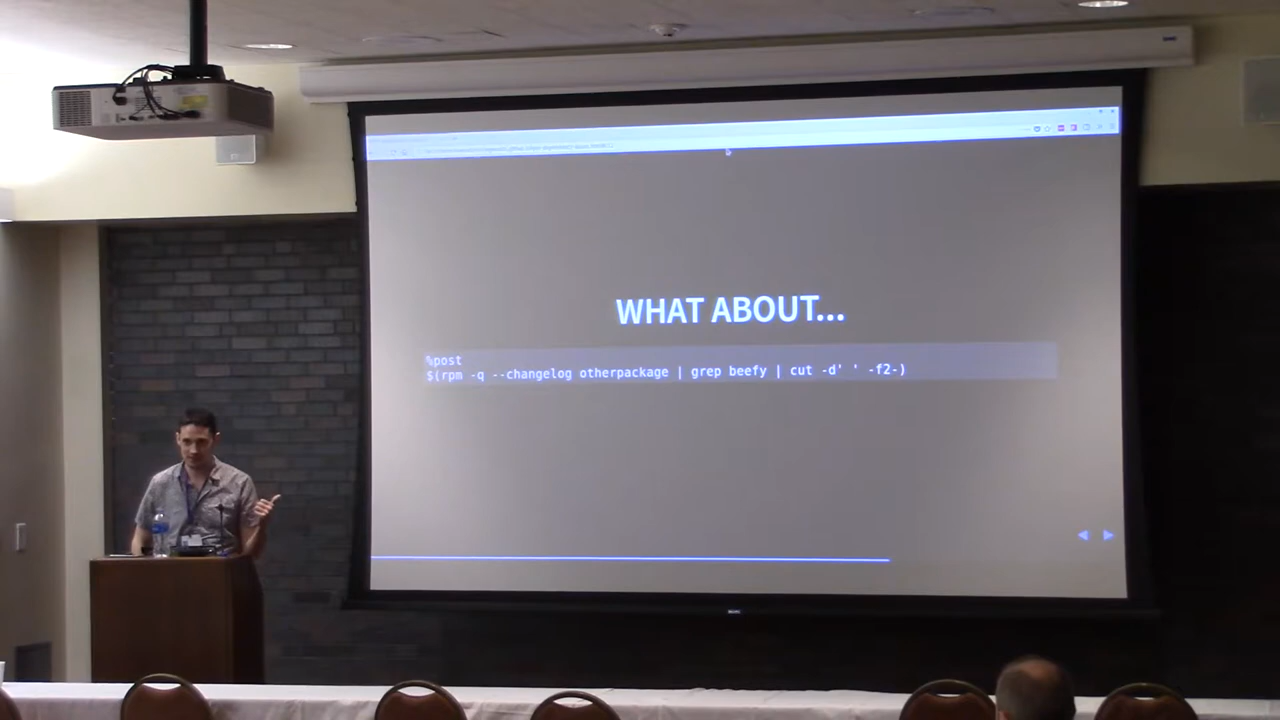 WHAT ABOUT...
%post
$(rpm -q --changelog otherpackage | grep beefy | cut -d' ' -f2-)